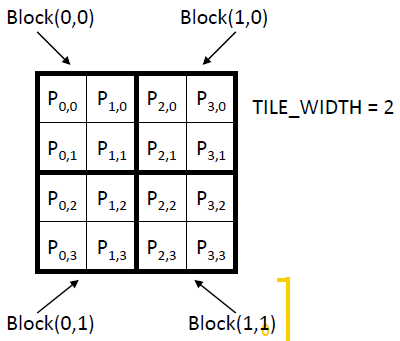 Block(0,0) Block(1,0)
P0,0 P1,0 P2,0 P3,0
TILE_WIDTH = 2
P0,1 P1,1 P2,1 P3,1
P0,2 P1,2 P2,2 P3,2
P0,3 P1,3 P2,3 P3,3
Block(0,1) Block(1,1)